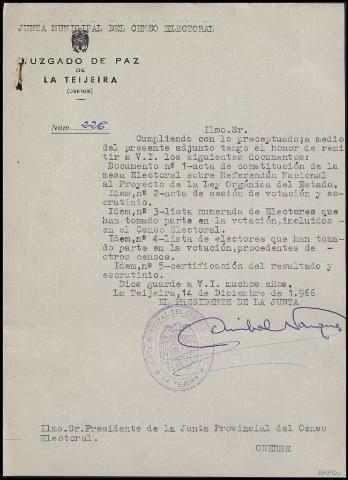 JUNTA MUNICIPAL DEL CENSO ELECTORAL
JUZGADO DE PAZ
DE
LA TEIJEIRA
(ORENSE)
Núm. 226
Ilmo.Sr.
Cumpliendo con lo preceptuado;a medio
del presente adjunto tengo el honor de remi
tir a V.I. los siguientes documentos:
Documento nº 1-acta de constitución de la
mesa Electoral sobre Referendún Nacional
al Proyecto de la Ley Orgánica del Estado.
Idem,nº 2-acta de sesión de votación y es-
crutinio.
Idem,nº 3-lista numerada de Electores que
han tomado parte en la votación,incluidos -
en el Censo Electoral.
Idem,nº 4-lista de electores que han toma-
do parte en la votación,procedentes de -
otros censos.
Idem,nº 5-certificación del resultado y
escrutinio.
Dios guarde a V.I. muchos años.
La Teijeira,14 de Diciembre de 1.966
EL PRESIDENTE DE LA JUNTA
JUNTA MUNICIPAL DEL CENSO
LA TEIJEIRA
Ilmo.Sr.Presidente de la Junta Provincial del Censo
Electoral.
ORENSE
AHPOu